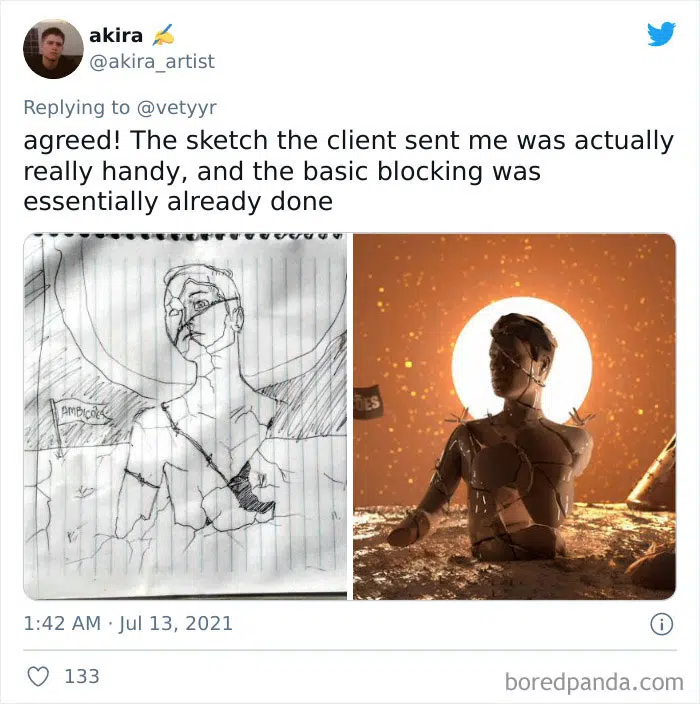 akira ✍️
@akira_artist
Replying to @vetyyr
agreed! The sketch the client sent me was actually
really handy, and the basic blocking was
essentially already done
AMBICOES
1:42 AM · Jul 13, 2021
133
boredpanda.com